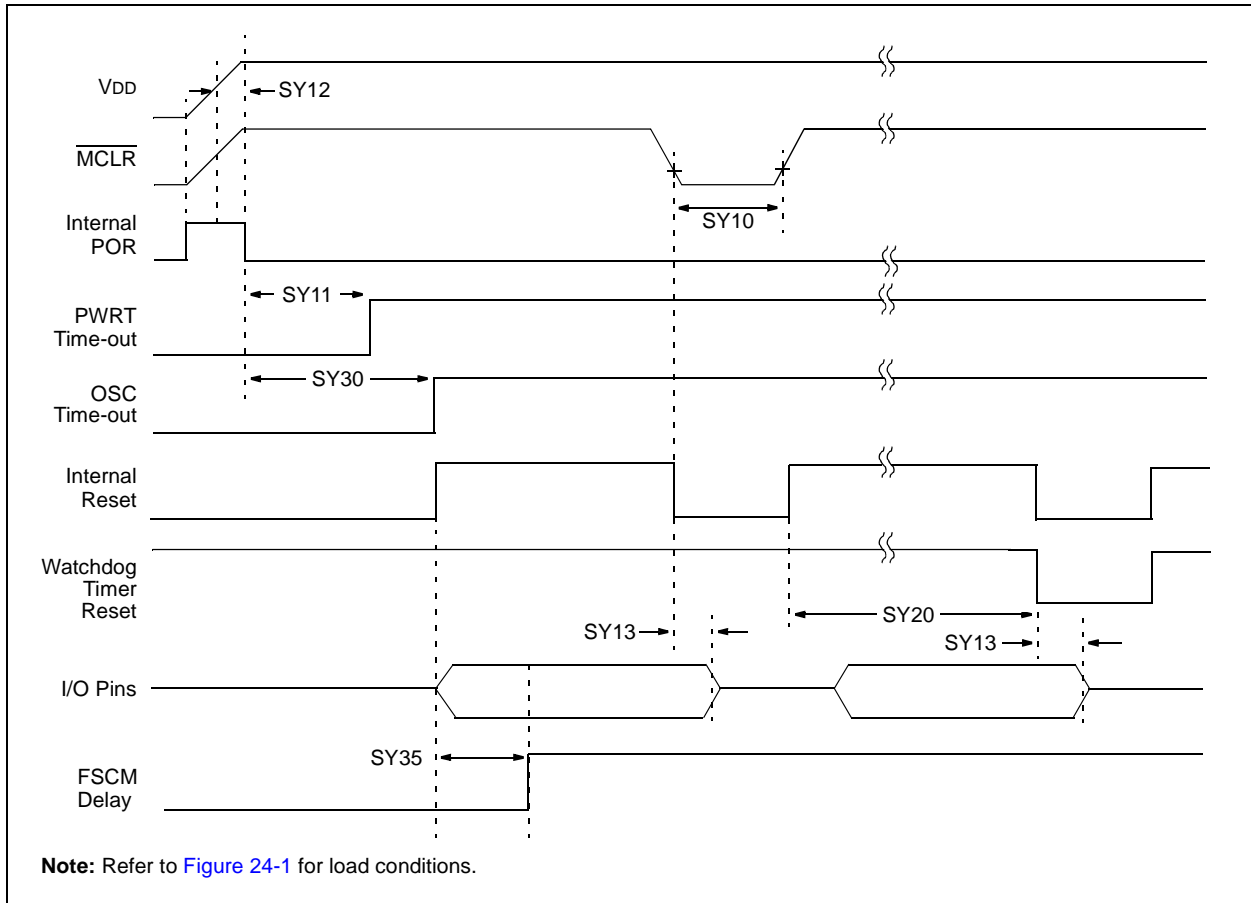 VDD
SY12
MCLR
SY10
Internal
POR
SY11
PWRT
Time-out
SY30
OSC
Time-out
Internal
Reset
Watchdog
Timer
Reset
SY20
SY13
SY13
I/O Pins
SY35
FSCM
Delay
Note: Refer to Figure 24-1 for load conditions.